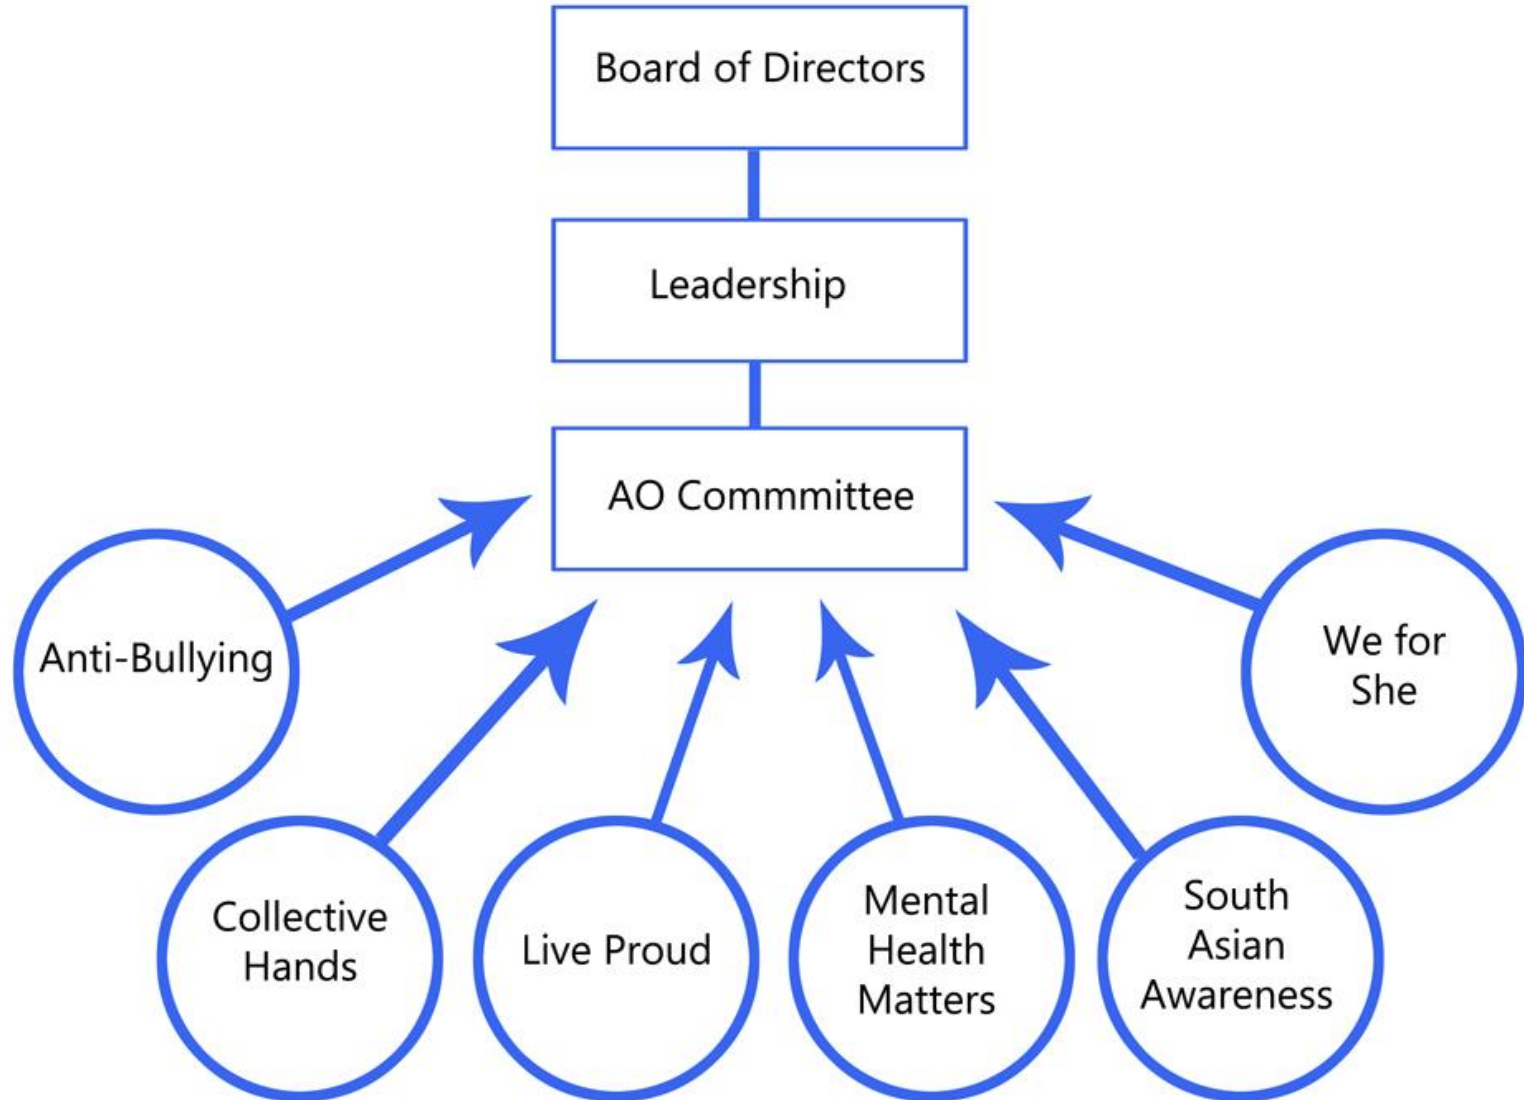 Board of Directors
Leadership
AO Commmittee
Anti-Bullying
We for
She
Collective
Hands
Live Proud
Mental
Health
Matters
South
Asian
Awareness